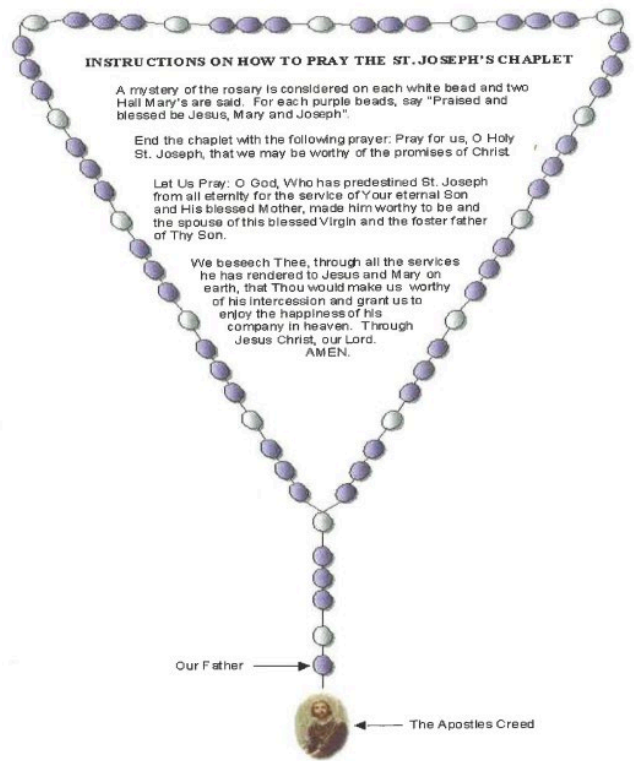 INSTRUCTIONS ON HOW TO PRAY THE ST. JOSEPH'S CHAPLET
A mystery of the rosary is considered on each white bead and two
Hail Mary's are said. For each purple beads, say "Praised and
blessed be Jesus, Mary and Joseph".
End the chaplet with the following prayer: Pray for us, O Holy
St. Joseph, that we may be worthy of the promises of Christ
Let Us Pray: O God, Who has predestined St. Joseph
from all eternity for the service of Your eternal Son
and His blessed Mother, made him worthy to be and
the spouse of this blessed Virgin and the foster father
of Thy Son.
We beseech Thee, through all the services
he has rendered to Jesus and Mary on
earth, that Thou would make us worthy
of his intercession and grant us to
enjoy the happiness of his
company in heaven. Through
Jesus Christ, our Lord.
AMEN.
Our Father
The Apostles Creed